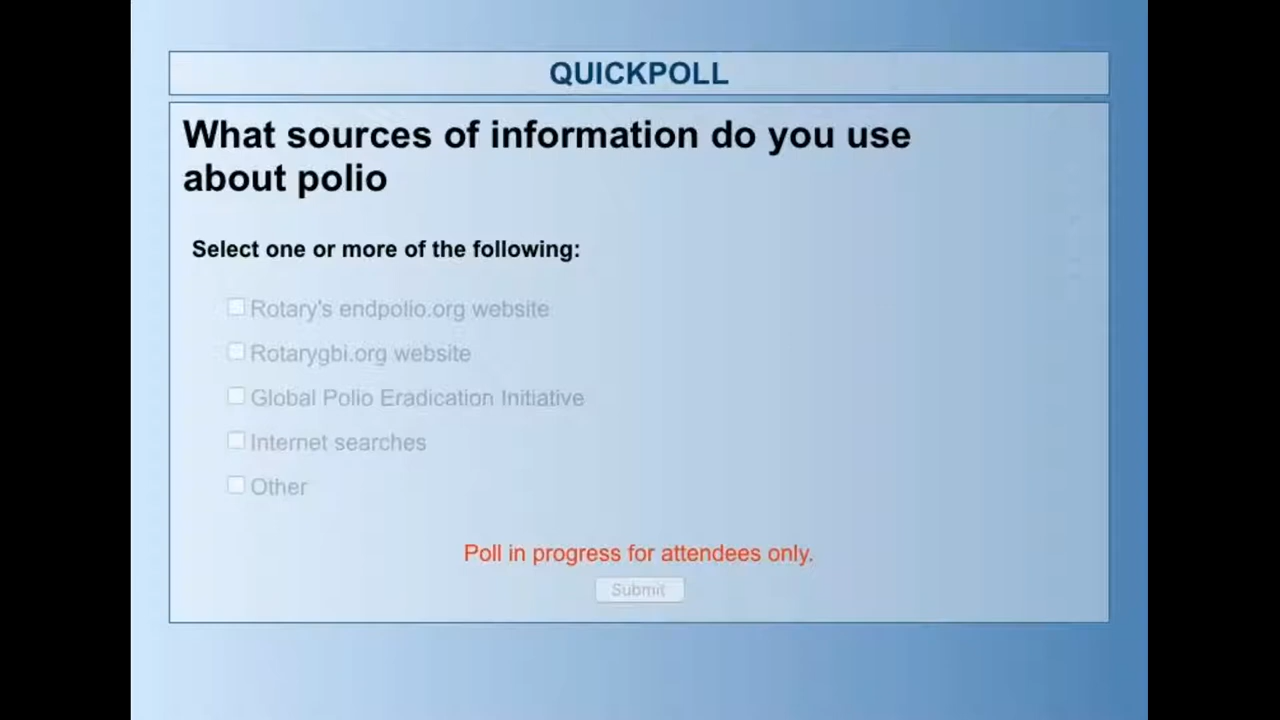 QUICKPOLL
What sources of information do you use
about polio
Select one or more of the following:
Rotary's endpolio.org website
Rotarygbi.org website
Global Polio Eradication Initiative
Internet searches
Other
Poll in progress for attendees only.
Submit